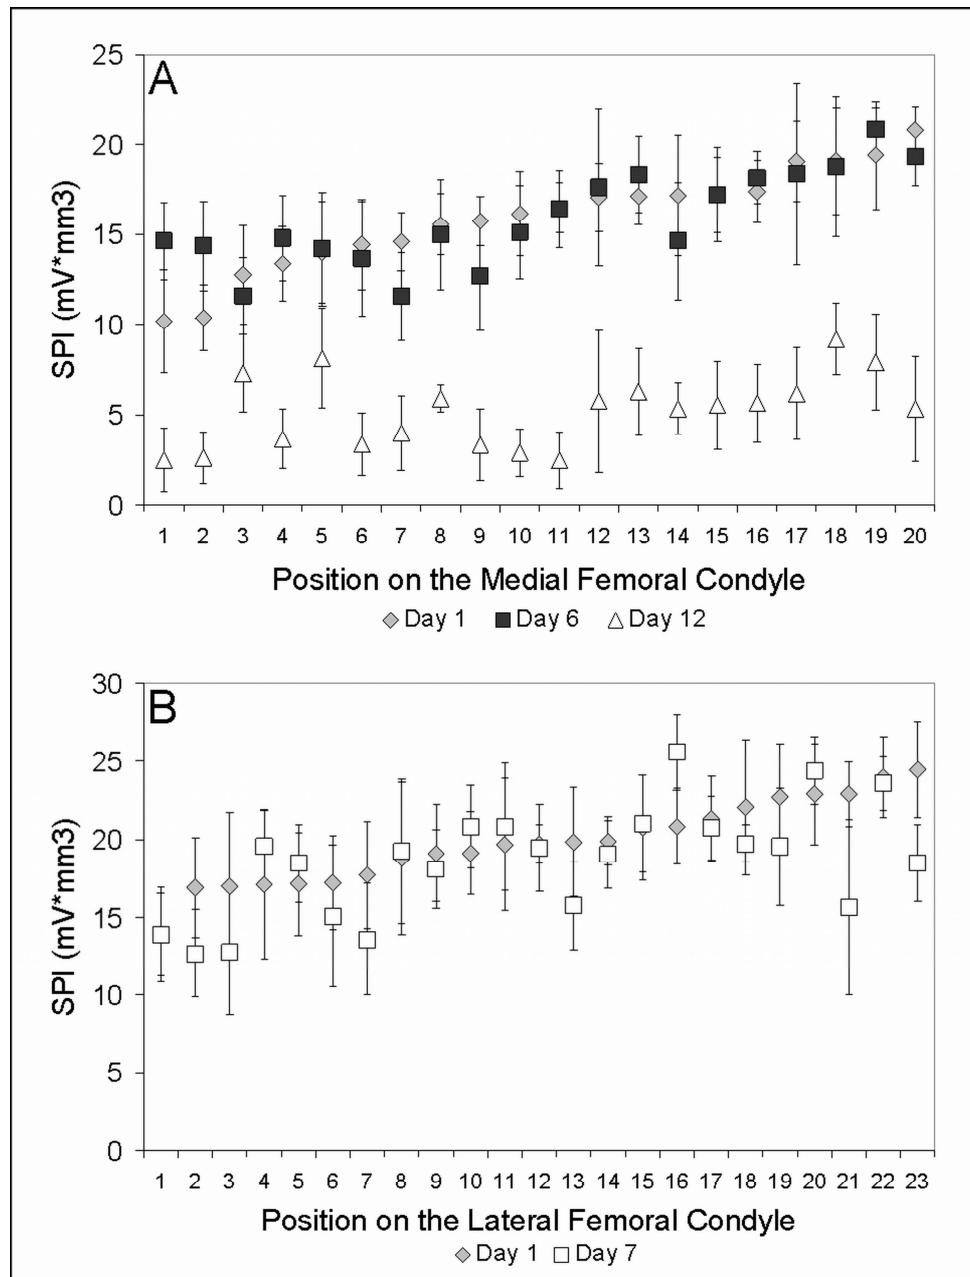 A
25
20
15
10
5
0
SPI (mV*mm3)
1 2 3 4 5 6 7 8 9 10 11 12 13 14 15 16 17 18 19 20
Position on the Medial Femoral Condyle
Day 1 Day 6 Day 12
B
30
25
20
15
10
5
0
SPI (mV*mm3)
1 2 3 4 5 6 7 8 9 10 11 12 13 14 15 16 17 18 19 20 21 22 23
Position on the Lateral Femoral Condyle
Day 1 Day 7